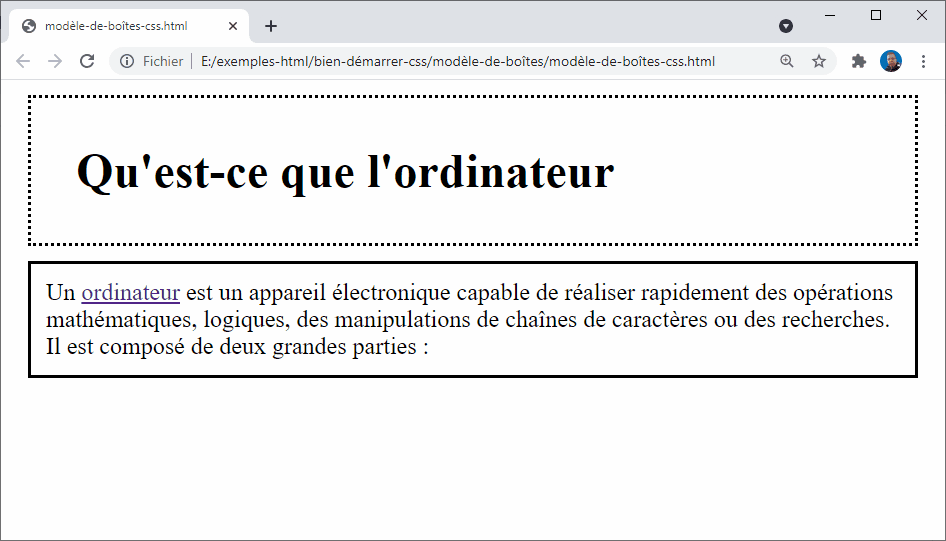 modèle-de-boîtes-css.html
Fichier E:/exemples-html/bien-démarrer-css/modèle-de-boîtes/modèle-de-boîtes-css.html
Qu'est-ce que l'ordinateur
Un ordinateur est un appareil électronique capable de réaliser rapidement des opérations
mathématiques, logiques, des manipulations de chaînes de caractères ou des recherches.
Il est composé de deux grandes parties :